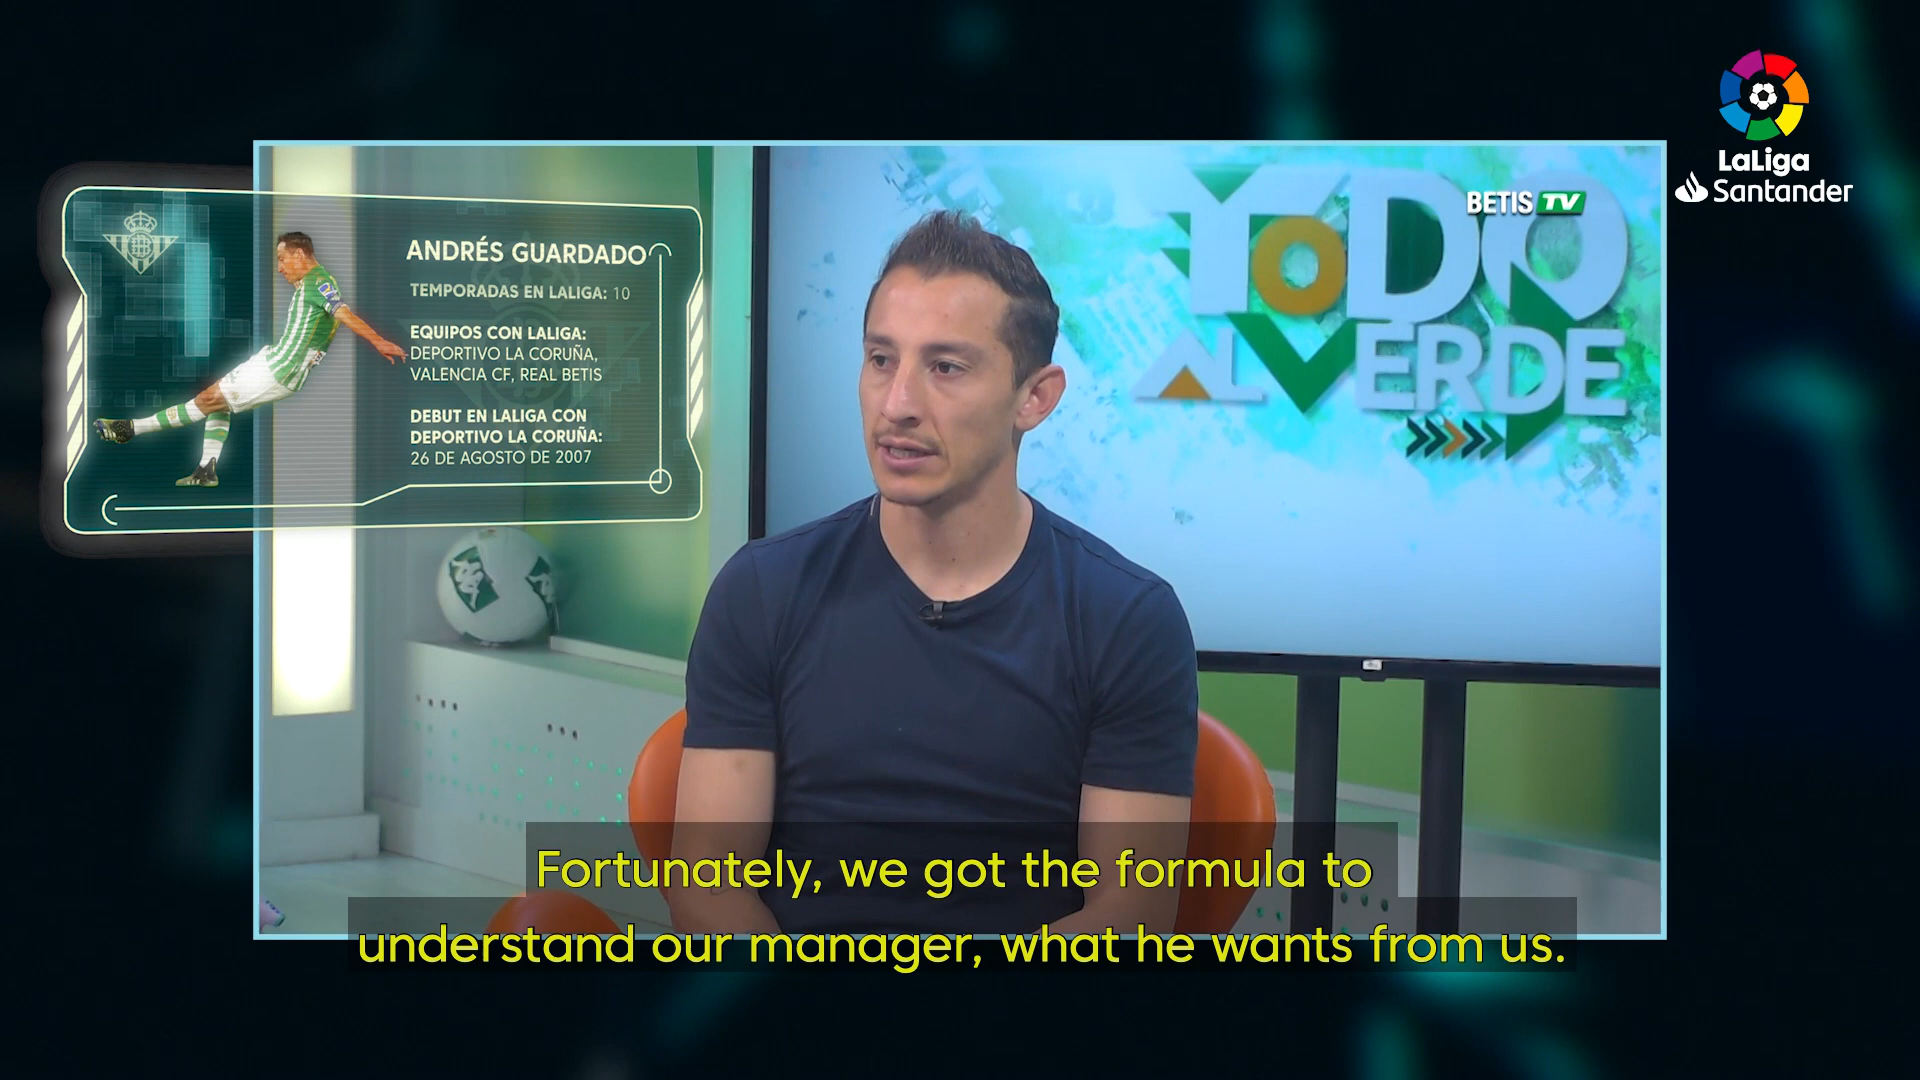 LaLiga
Santander
BETIS TV
TODO
AL VERDE
ANDRÉS GUARDADO
TEMPORADAS EN LALIGA: 10
EQUIPOS CON LALIGA:
DEPORTIVO LA CORUÑA,
VALENCIA CF, REAL BETIS
DEBUT EN LALIGA CON
DEPORTIVO LA CORUÑA:
26 DE AGOSTO DE 2007
Fortunately, we got the formula to
understand our manager, what he wants from us.